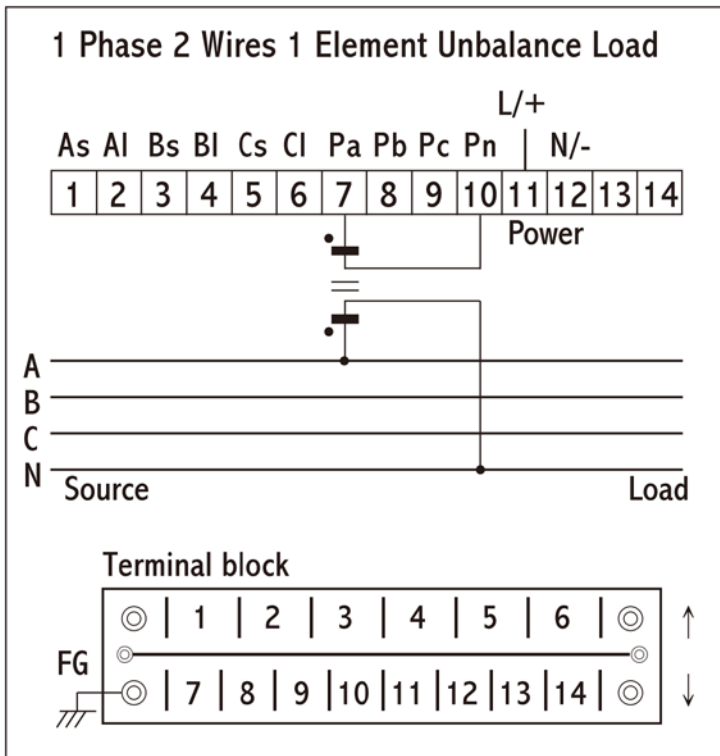 1 Phase 2 Wires 1 Element Unbalance Load
L/+
As Al Bs Bl Cs Cl Pa Pb Pc Pn N/-
1 2 3 4 5 6 7 8 9 10 11 12 13 14
Power
A
B
C
N
Source Load
Terminal block
1 2 3 4 5 6
FG
7 8 9 10 11 12 13 14